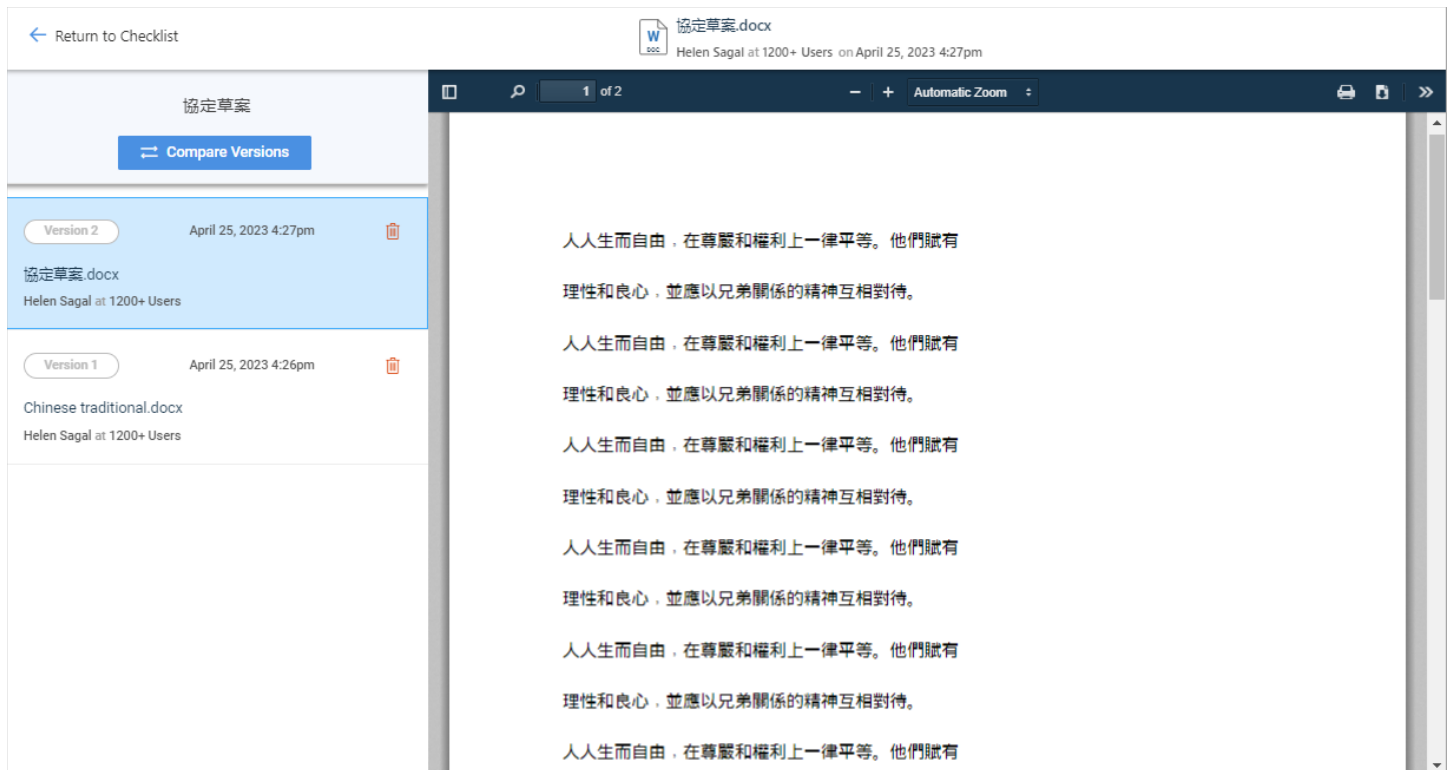 Return to Checklist
協定草案.docx
Helen Sagal at 1200+ Users on April 25, 2023 4:27pm
W
DOC
協定草案
Compare Versions
1 of 2
Automatic Zoom
Version 2 April 25, 2023 4:27pm
協定草案.docx
Helen Sagal at 1200+ Users
Version 1 April 25, 2023 4:26pm
Chinese traditional.docx
Helen Sagal at 1200+ Users
人人生而自由，在尊嚴和權利上一律平等。他們賦有
理性和良心，並應以兄弟關係的精神互相對待。
人人生而自由，在尊嚴和權利上一律平等。他們賦有
理性和良心，並應以兄弟關係的精神互相對待。
人人生而自由，在尊嚴和權利上一律平等。他們賦有
理性和良心，並應以兄弟關係的精神互相對待。
人人生而自由，在尊嚴和權利上一律平等。他們賦有
理性和良心，並應以兄弟關係的精神互相對待。
人人生而自由，在尊嚴和權利上一律平等。他們賦有
理性和良心，並應以兄弟關係的精神互相對待。
人人生而自由，在尊嚴和權利上一律平等。他們賦有